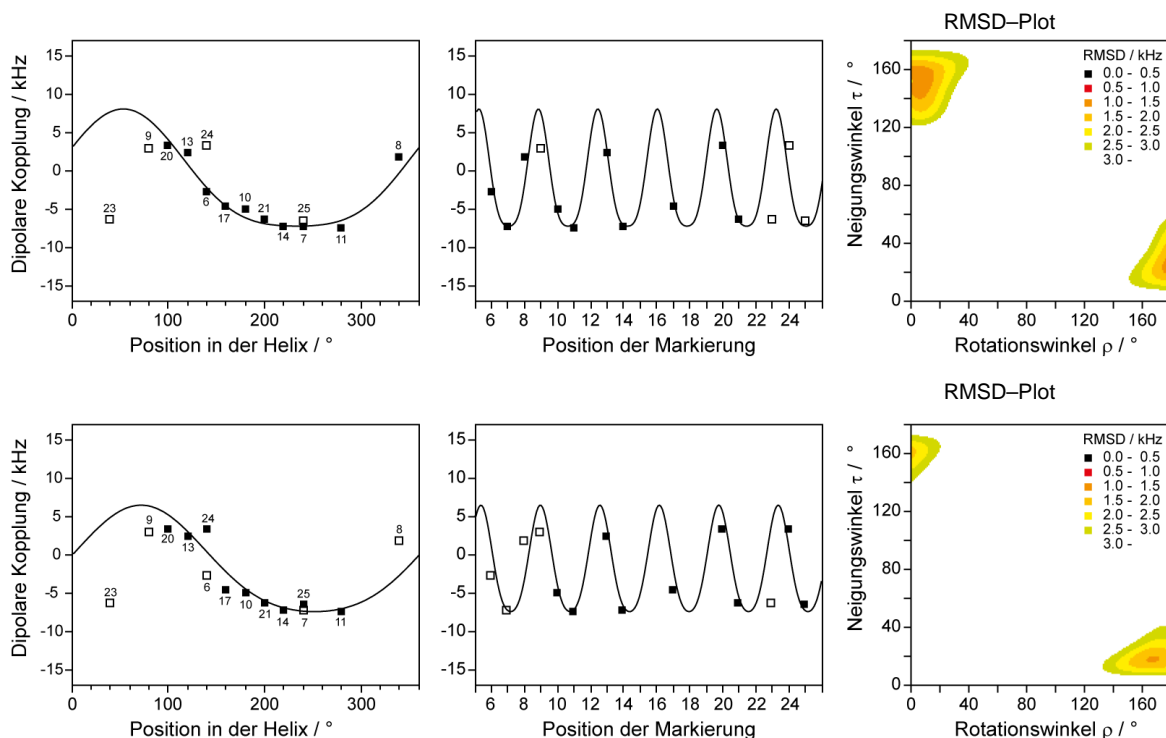 RMSD–Plot
Dipolare Kopplung / kHz
15
10
5
0
-5
-10
-15
23
9
20
13
24
6
17
10
21
14
25
7
11
8
0 100 200 300
Position in der Helix / °
15
10
5
0
-5
-10
-15
6 8 10 12 14 16 18 20 22 24
Position der Markierung
Neigungswinkel τ / °
160
120
80
40
0
RMSD / kHz
0.0 - 0.5
0.5 - 1.0
1.0 - 1.5
1.5 - 2.0
2.0 - 2.5
2.5 - 3.0
3.0 -
0 40 80 120 160
Rotationswinkel ρ / °
RMSD–Plot
Dipolare Kopplung / kHz
15
10
5
0
-5
-10
-15
23
9
20
13
24
6
17
10
21
14
25
7
11
8
0 100 200 300
Position in der Helix / °
15
10
5
0
-5
-10
-15
6 8 10 12 14 16 18 20 22 24
Position der Markierung
Neigungswinkel τ / °
160
120
80
40
0
RMSD / kHz
0.0 - 0.5
0.5 - 1.0
1.0 - 1.5
1.5 - 2.0
2.0 - 2.5
2.5 - 3.0
3.0 -
0 40 80 120 160
Rotationswinkel ρ / °